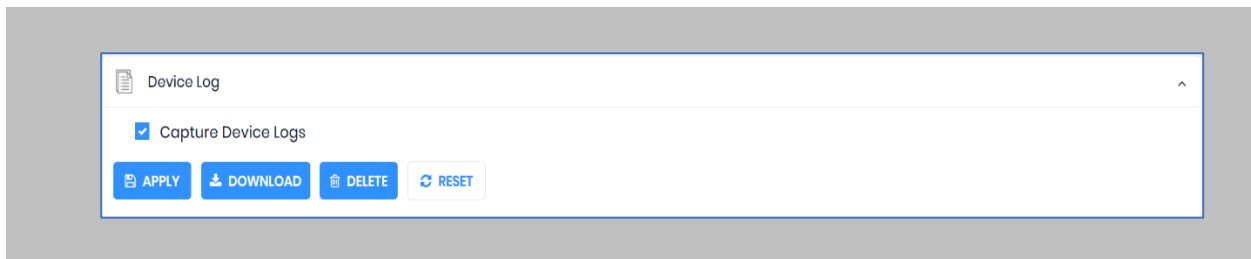 Device Log
Capture Device Logs
APPLY DOWNLOAD DELETE RESET